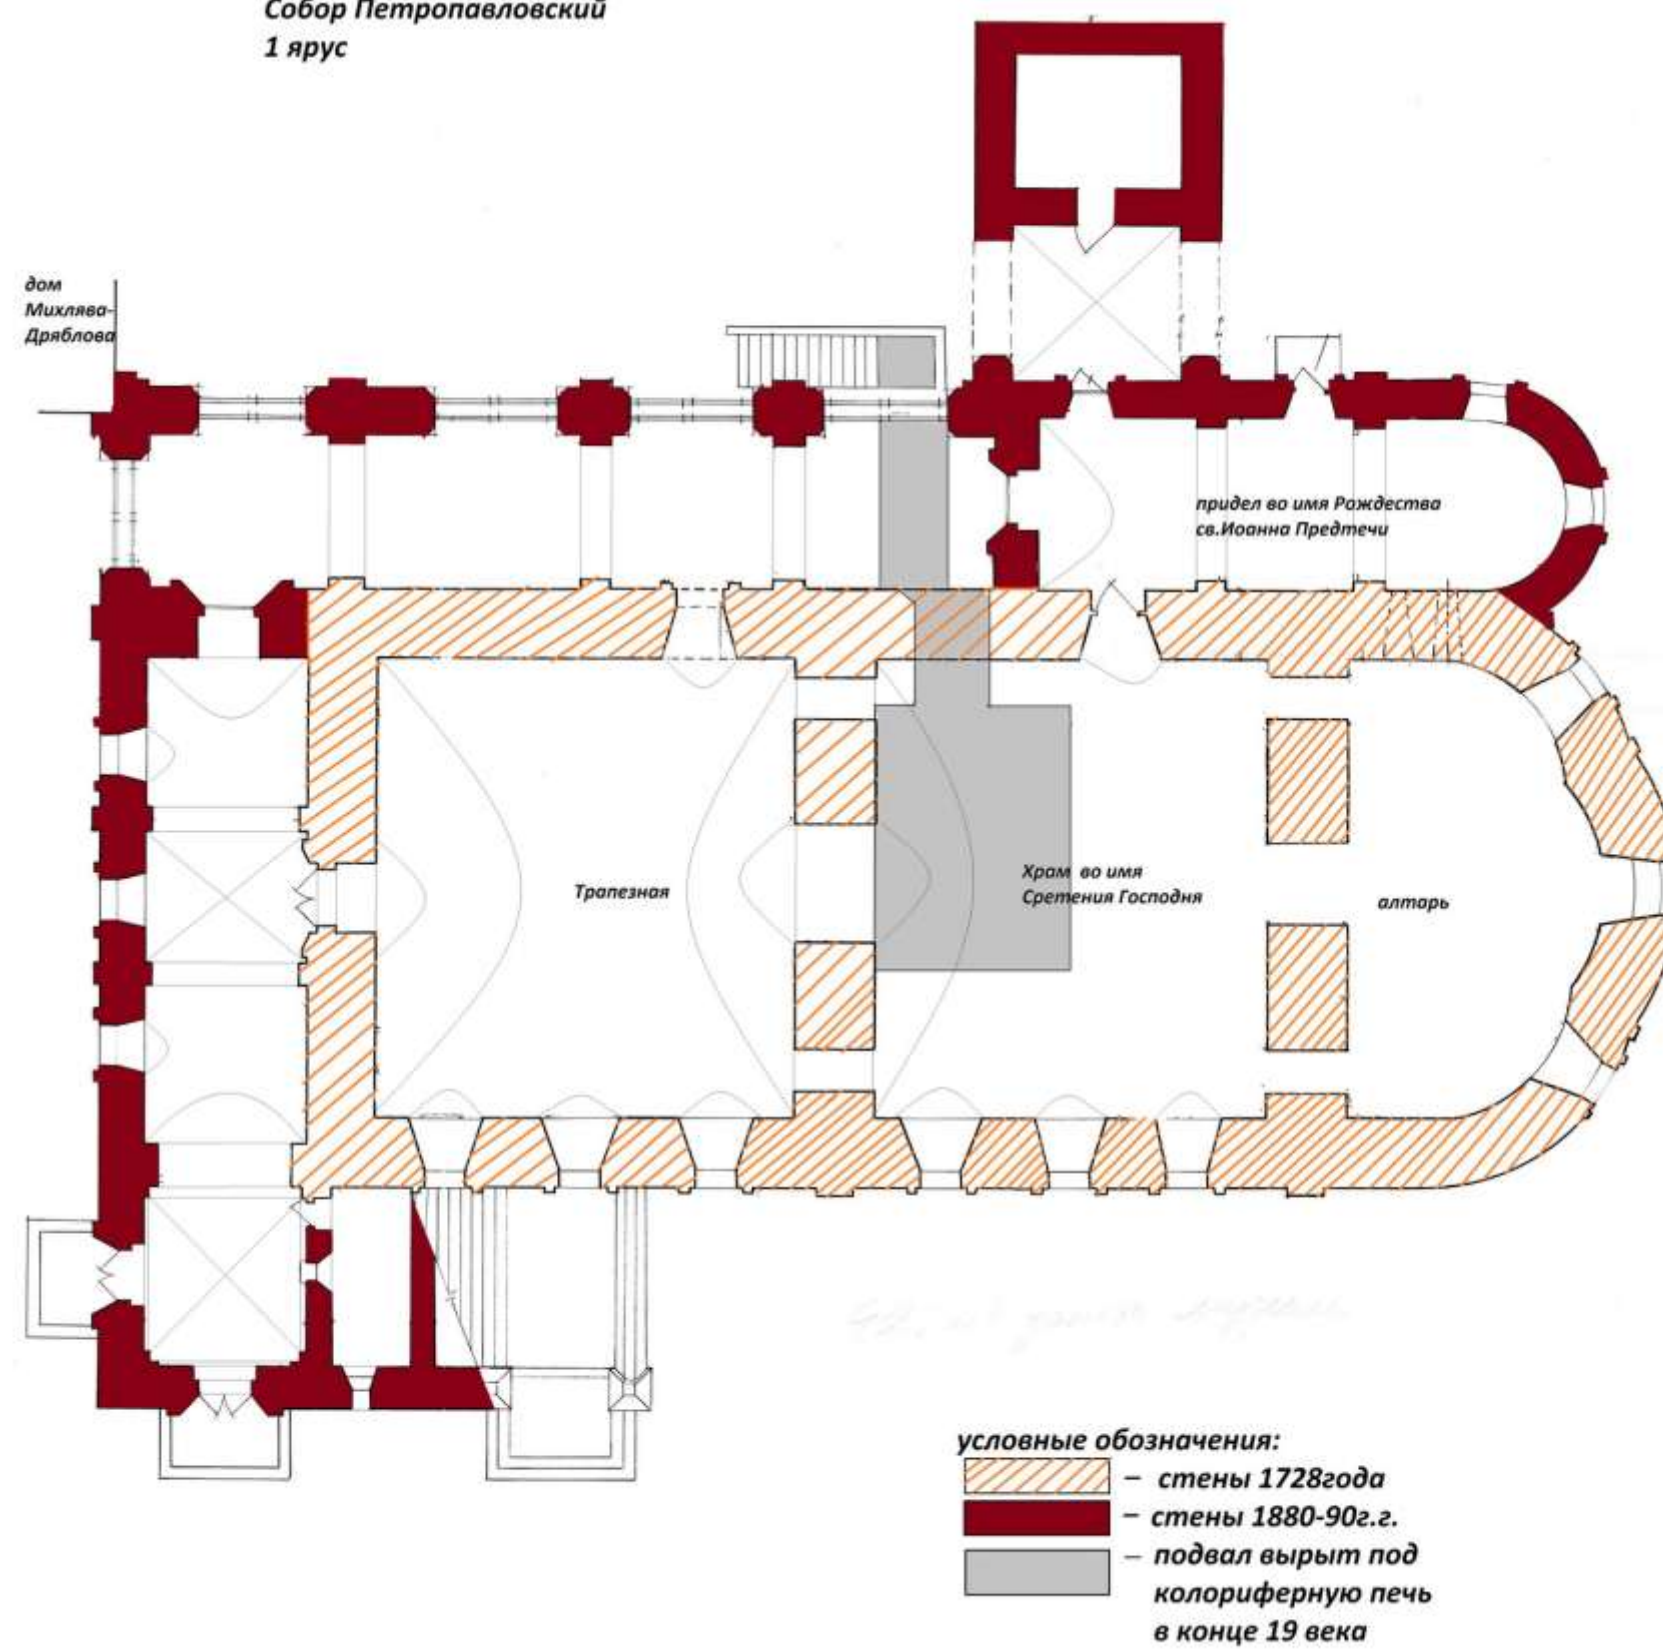 Собор Петропавловский
1 ярус
дом
Михлява-
Дряблова
придел во имя Рождества
св.Иоанна Предтечи
Трапезная
Храм во имя
Сретения Господня
алтарь
условные обозначения:
– стены 1728года
– стены 1880-90г.г.
– подвал вырыт под
колориферную печь
в конце 19 века